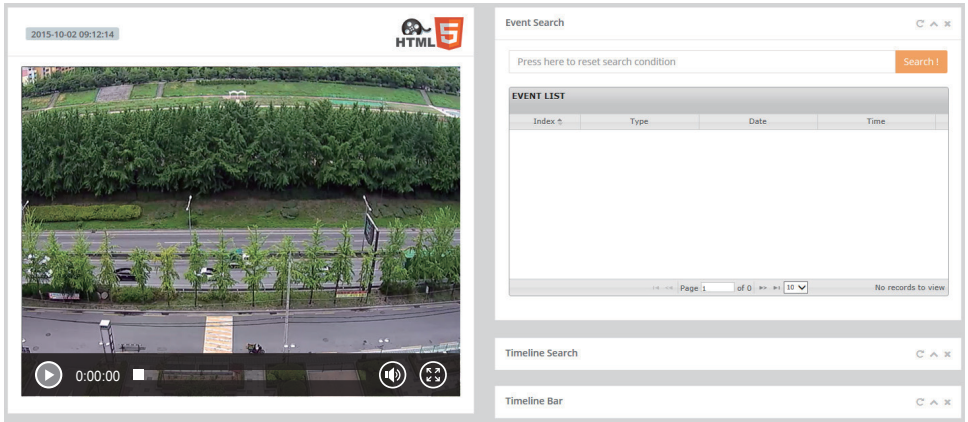 2015-10-02 09:12:14
HTML
5
0:00:00
Event Search
Press here to reset search condition
Search !
EVENT LIST
Index Type Date Time
Page 1 of 0 10 No records to view
Timeline Search
Timeline Bar